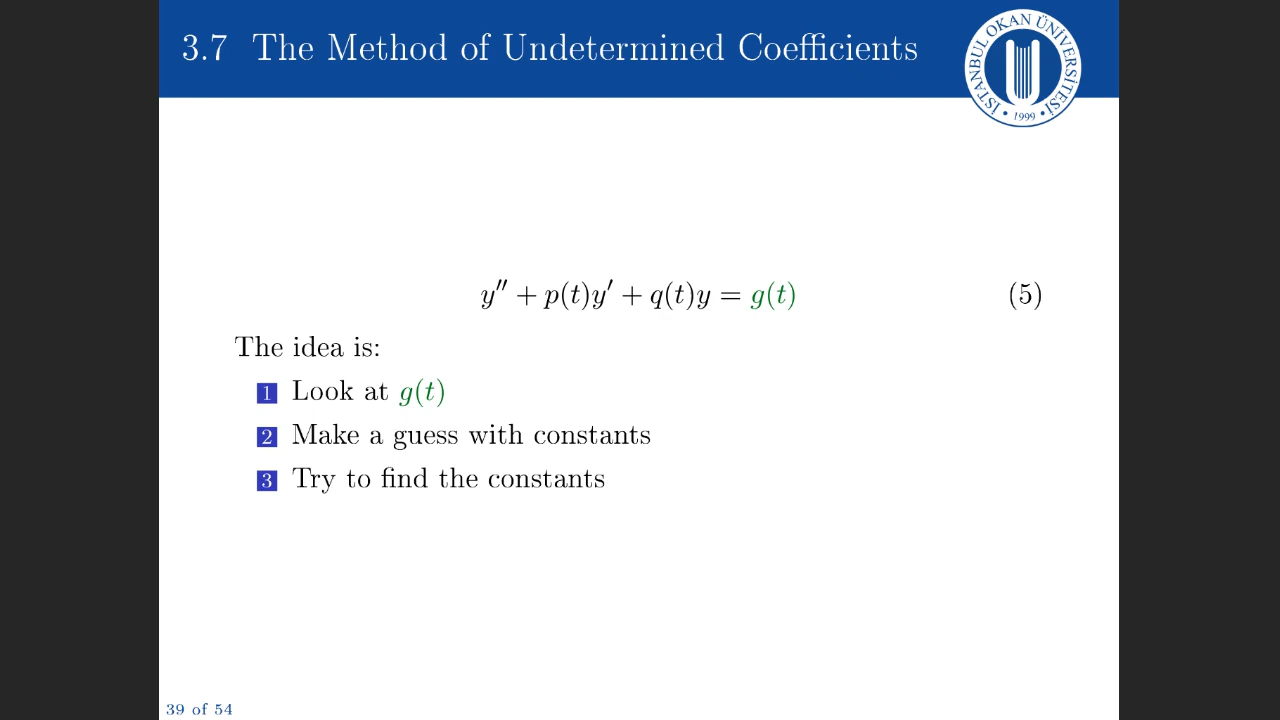 3.7 The Method of Undetermined Coefficients
İSTANBUL OKAN ÜNİVERSİTESİ
• 1999 •
y″ + p(t)y′ + q(t)y = g(t) (5)
The idea is:
1 Look at g(t)
2 Make a guess with constants
3 Try to find the constants
39 of 54